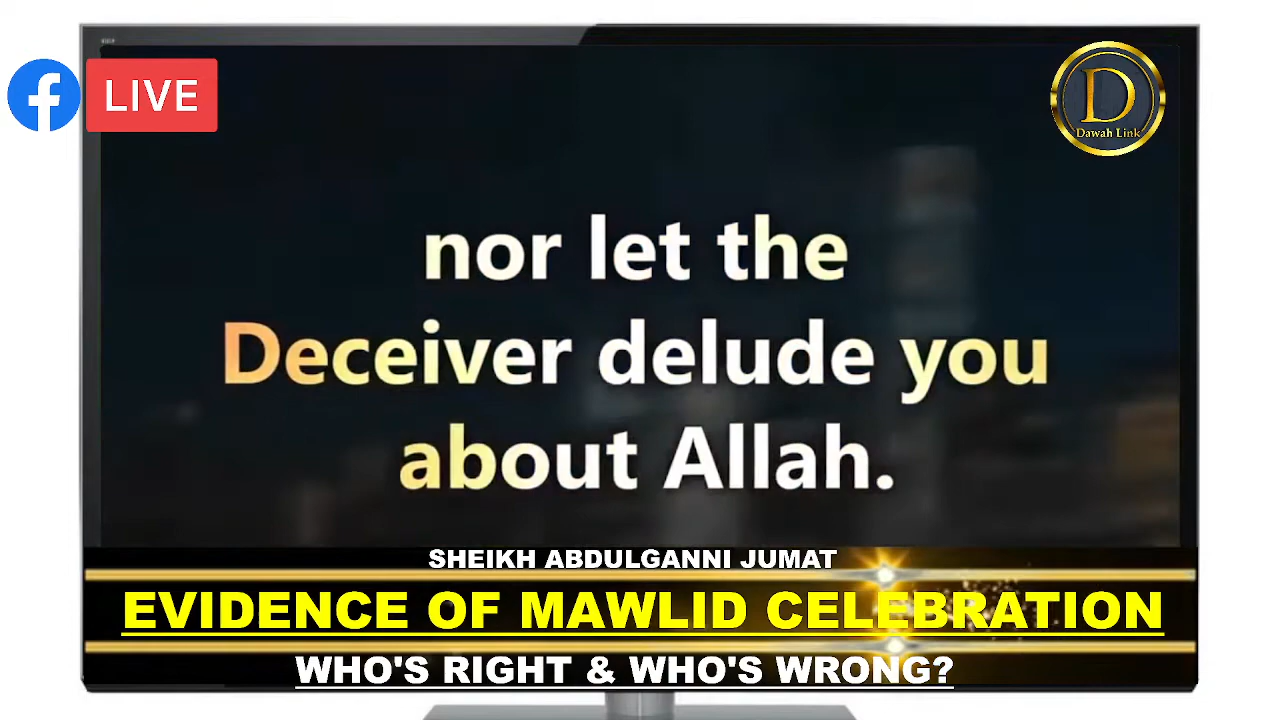 LIVE
D
Dawah Link
nor let the
Deceiver delude you
about Allah.
SHEIKH ABDULGANNI JUMAT
EVIDENCE OF MAWLID CELEBRATION
WHO'S RIGHT & WHO'S WRONG?